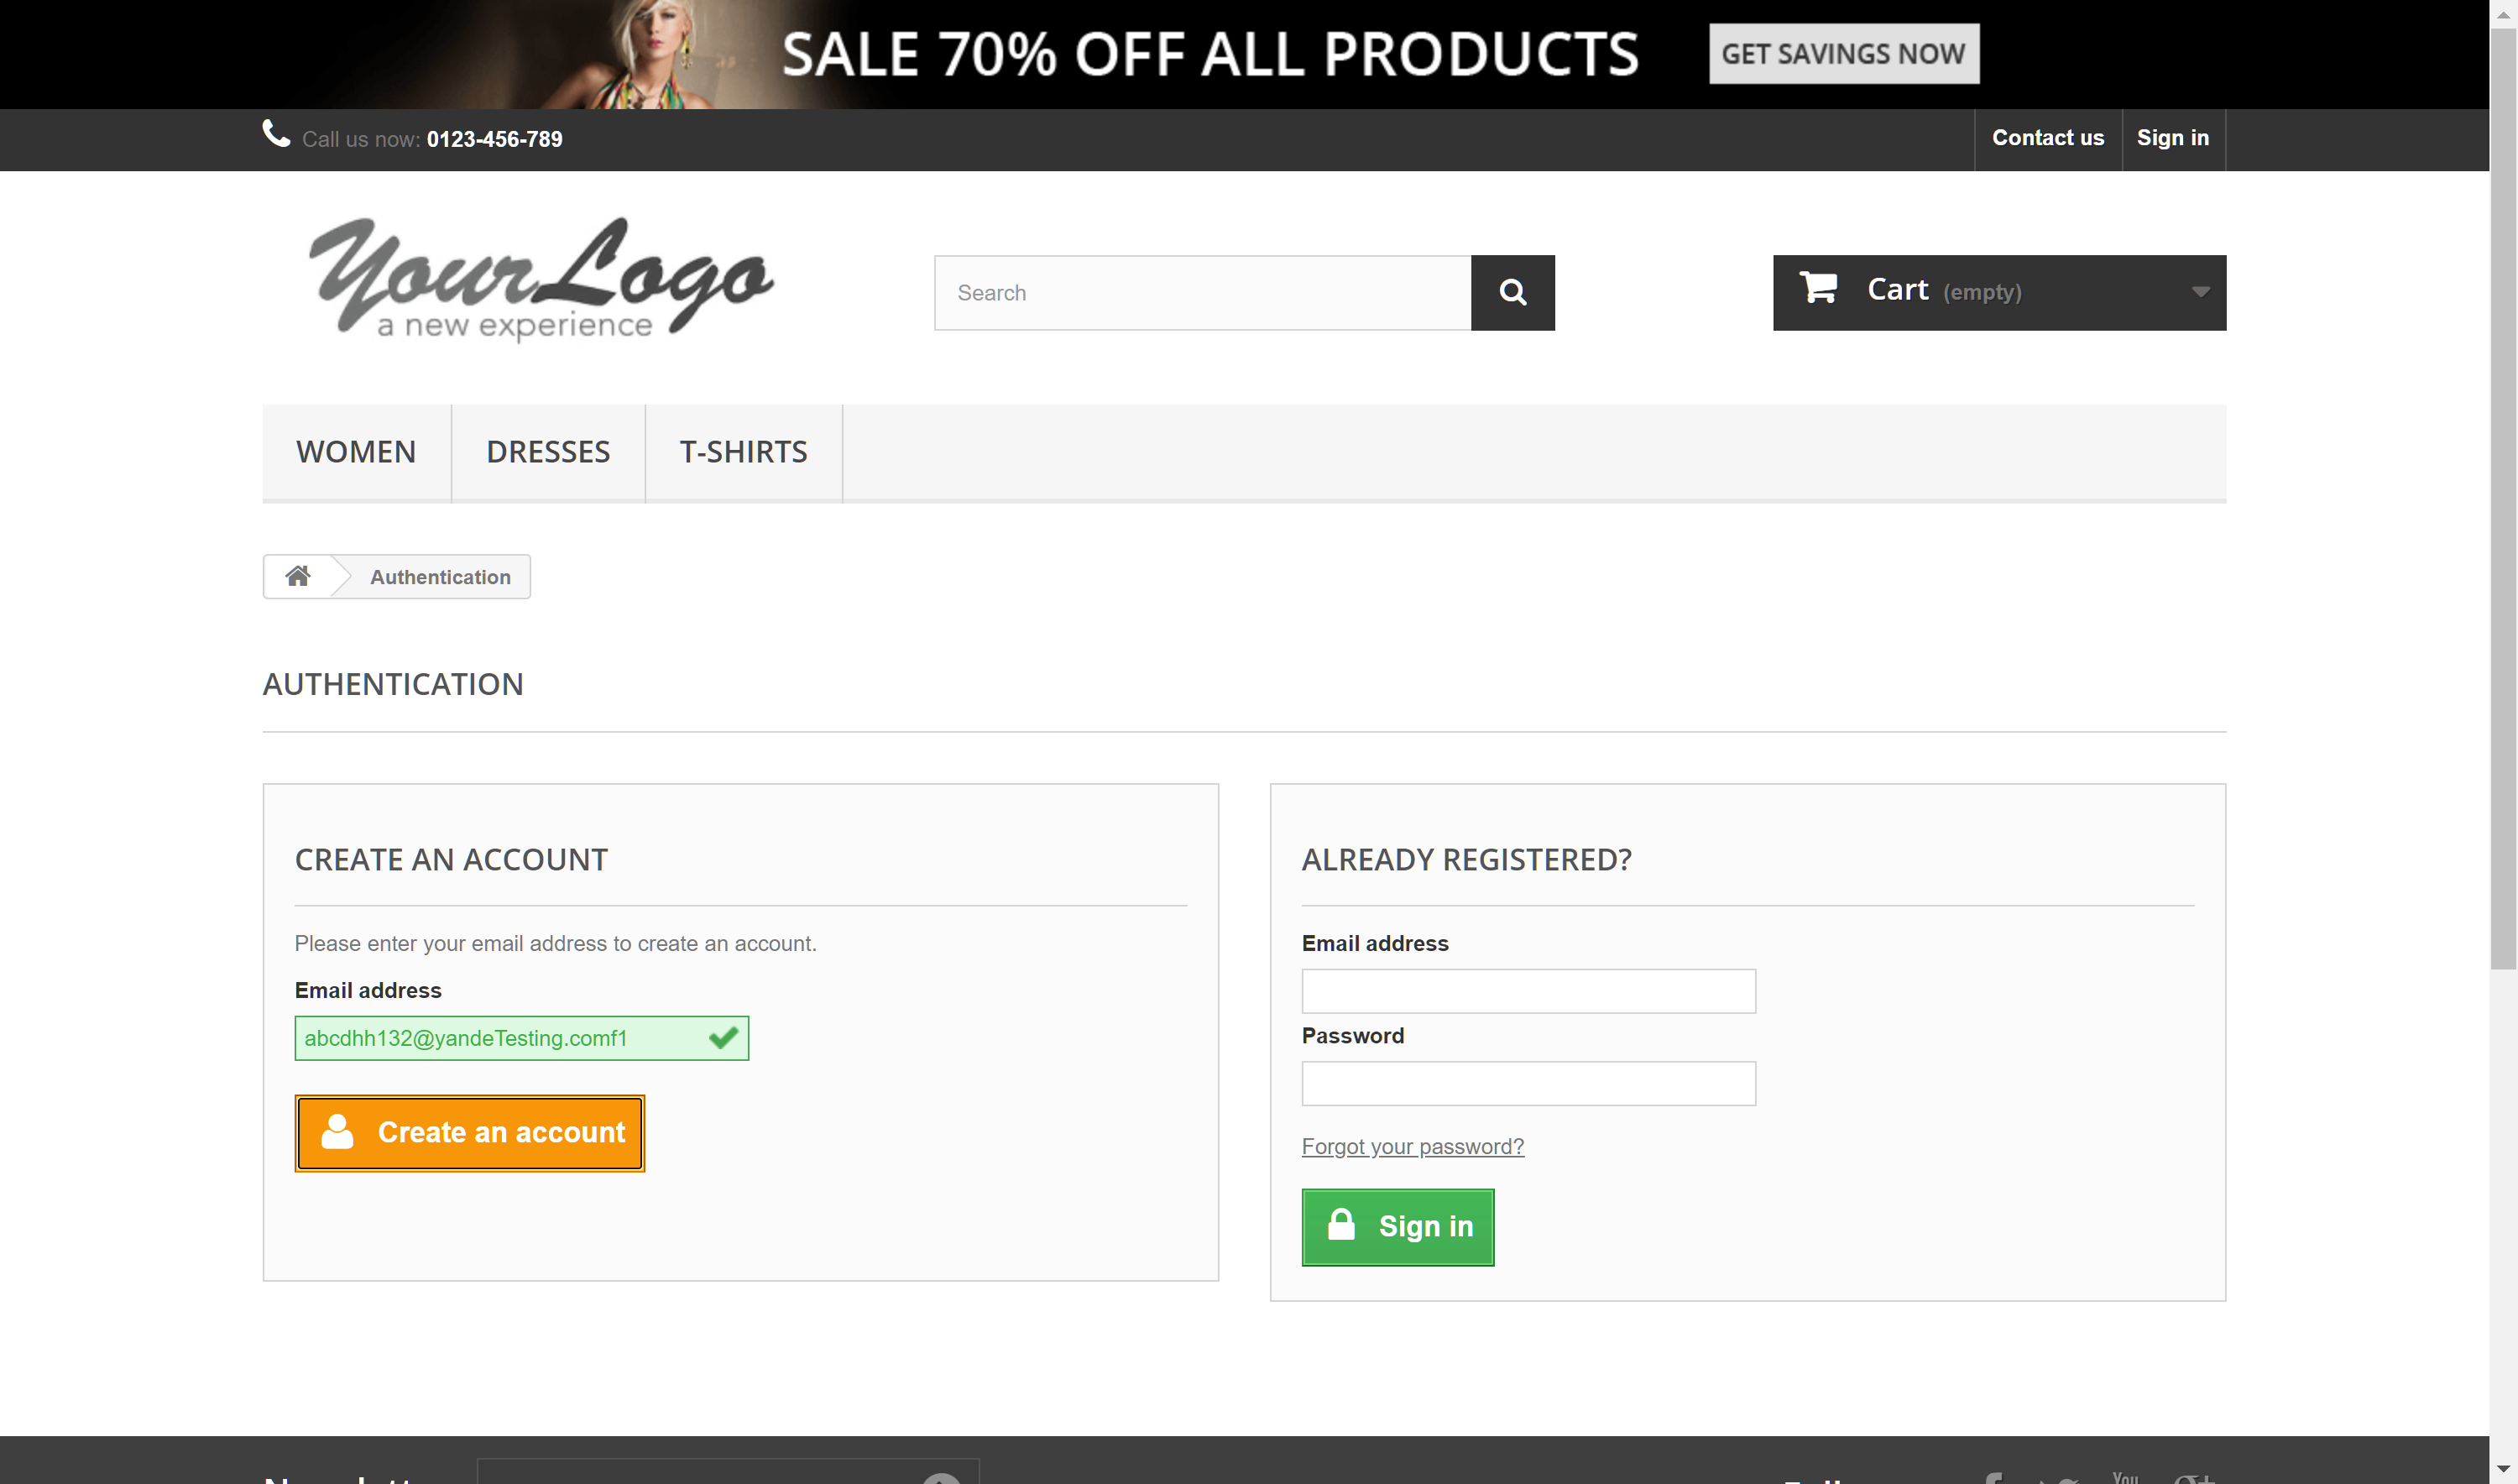 SALE 70% OFF ALL PRODUCTS
GET SAVINGS NOW
Call us now: 0123-456-789
Contact us
Sign in
Your Logo
a new experience
Search
Cart (empty)
WOMEN
DRESSES
T-SHIRTS
Authentication
AUTHENTICATION
CREATE AN ACCOUNT
Please enter your email address to create an account.
Email address
abcdhh132@yandeTesting.comf1
Create an account
ALREADY REGISTERED?
Email address
Password
Forgot your password?
Sign in